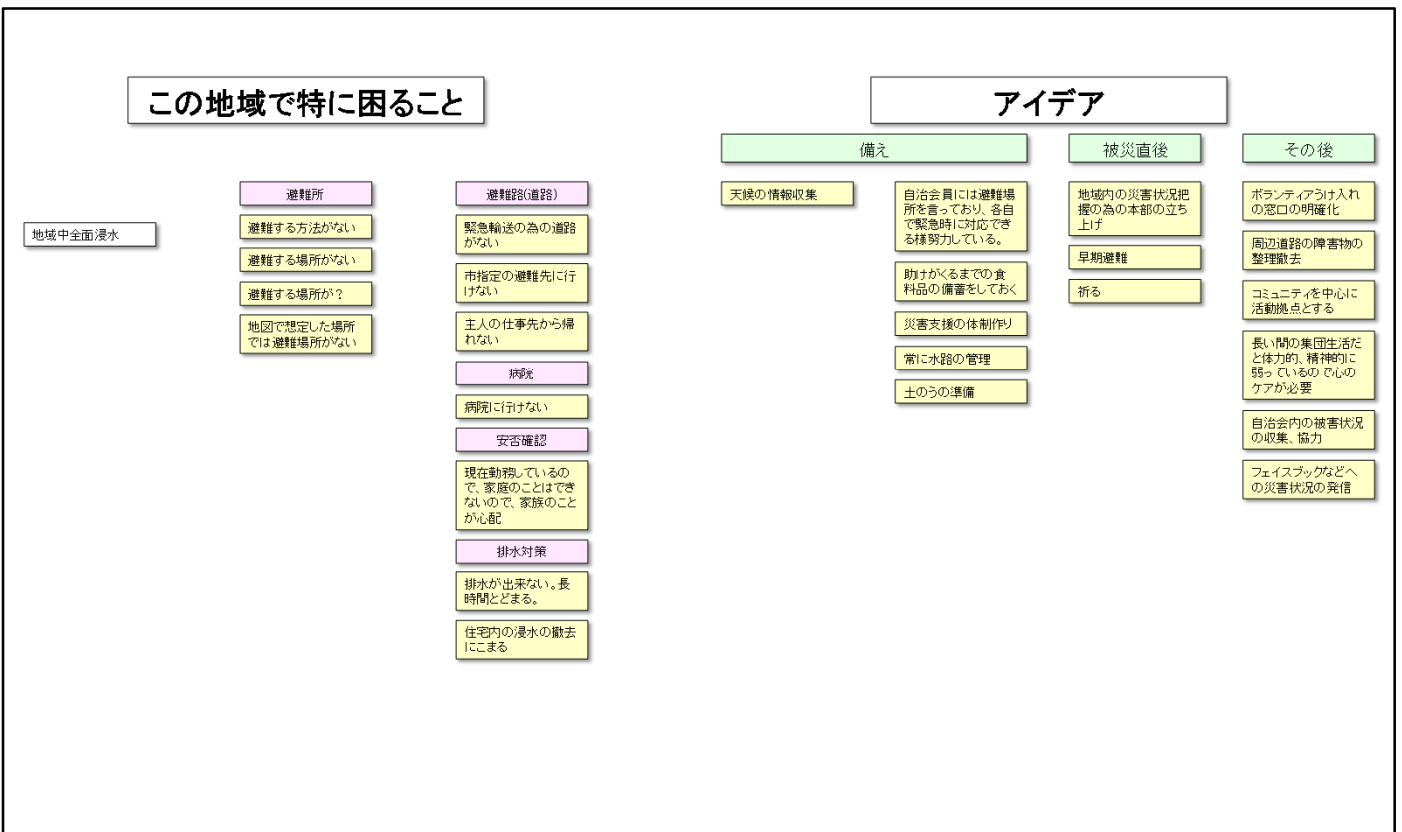 この地域で特に困ること
地域中全面浸水
避難所
避難する方法がない
避難する場所がない
避難する場所が？
地図で想定した場所
では避難場所がない
避難路(道路)
緊急輸送の為の道路
がない
市指定の避難先に行
けない
主人の仕事先から帰
れない
病院
病院に行けない
安否確認
現在勤務しているの
で、家庭のことはでき
ないので、家族のこと
が心配
排水対策
排水が出来ない。長
時間とどまる。
住宅内の浸水の撤去
にこまる
アイデア
備え
天候の情報収集
自治会員には避難場
所を言っており、各自
で緊急時に対応でき
る様努力している。
助けがくるまでの食
料品の備蓄をしておく
災害支援の体制作り
常に水路の管理
土のうの準備
被災直後
地域内の災害状況把
握の為の本部の立ち
上げ
早期避難
祈る
その後
ボランティアうけ入れ
の窓口の明確化
周辺道路の障害物の
整理撤去
コミュニティを中心に
活動拠点とする
長い間の集団生活だ
と体力的、精神的に
弱っているので心の
ケアが必要
自治会内の被害状況
の収集、協力
フェイスブックなどへ
の災害状況の発信